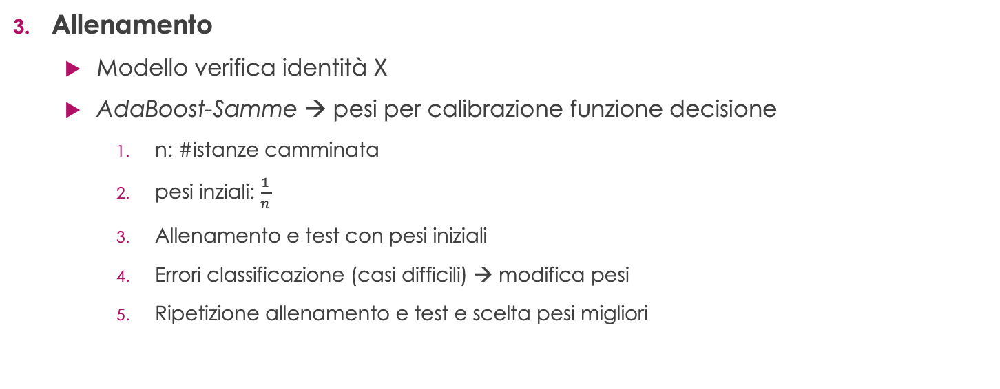 3. Allenamento
▶ Modello verifica identità X
▶ AdaBoost-Samme → pesi per calibrazione funzione decisione
1. n: #istanze camminata
2. pesi inziali: 1/n
3. Allenamento e test con pesi iniziali
4. Errori classificazione (casi difficili) → modifica pesi
5. Ripetizione allenamento e test e scelta pesi migliori